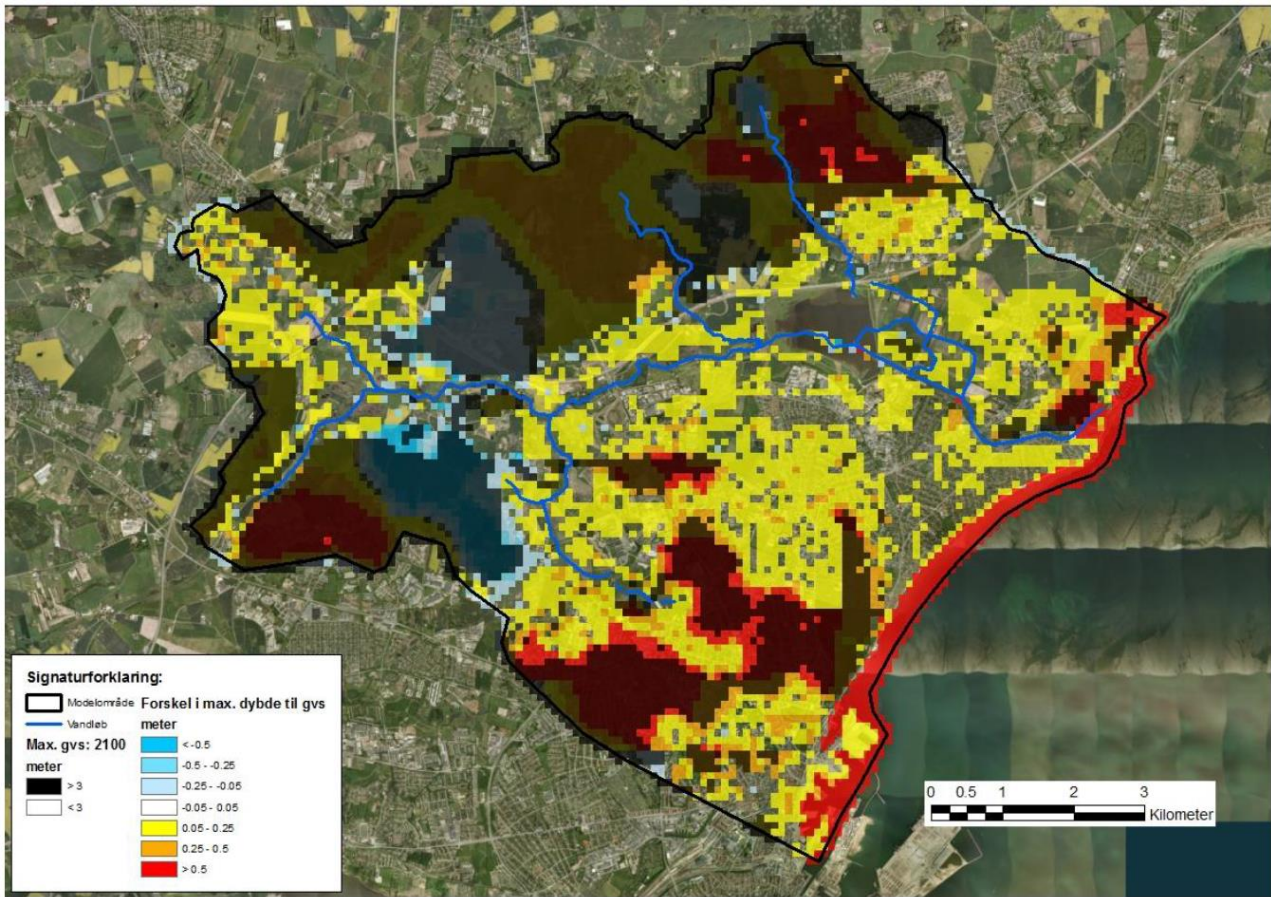 Signaturforklaring:
Modelområde
Vandløb
Max. gvs: 2100
meter
> 3
< 3
Forskel i max. dybde til gvs
meter
< -0.5
-0.5 - -0.25
-0.25 - -0.05
-0.05 - 0.05
0.05 - 0.25
0.25 - 0.5
> 0.5
0 0.5 1 2 3
Kilometer